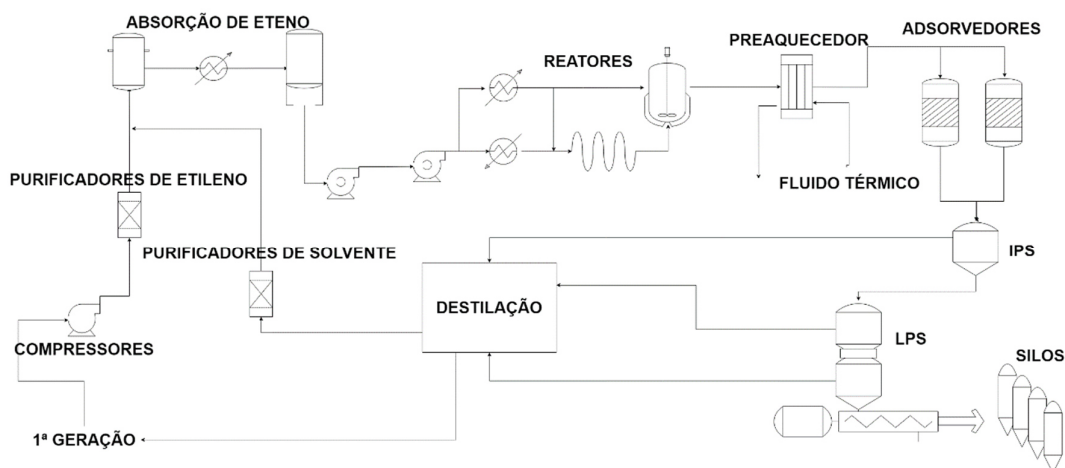 ABSORÇÃO DE ETENO
REATORES
PREAQUECEDOR
ADSORVEDORES
PURIFICADORES DE ETILENO
FLUIDO TÉRMICO
PURIFICADORES DE SOLVENTE
IPS
DESTILAÇÃO
COMPRESSORES
LPS
SILOS
1ª GERAÇÃO